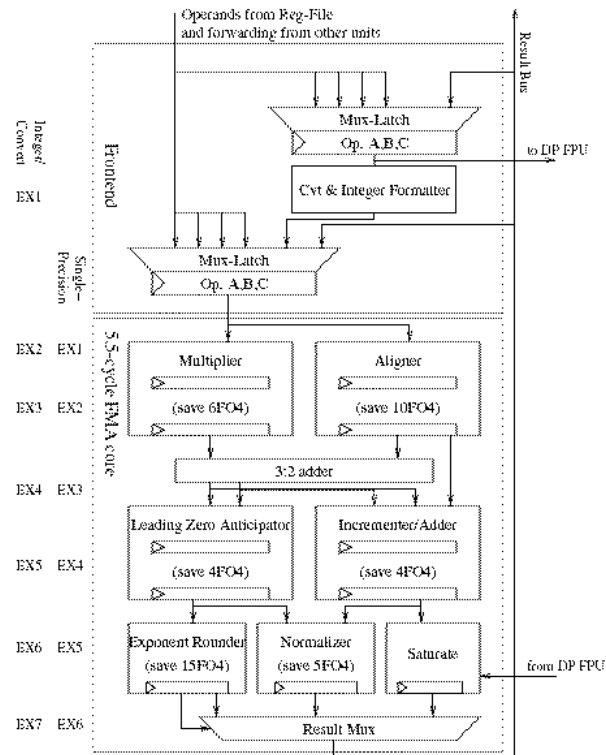 Operands from Reg-File
and forwarding from other units
Result Bus
Mux-Latch
Op. A,B,C
to DP FPU
Integer/
Convert
Frontend
EX1
Cvt & Integer Formatter
Mux-Latch
Op. A,B,C
Single-
Precision
5.5-cycle FMA core
EX2 EX1
Multiplier
Aligner
EX3 EX2
(save 6FO4)
(save 10FO4)
3:2 adder
EX4 EX3
Leading Zero Anticipator
Incrementer/Adder
EX5 EX4
(save 4FO4)
(save 4FO4)
EX6 EX5
Exponent Rounder
(save 15FO4)
Normalizer
(save 5FO4)
Saturate
from DP FPU
EX7 EX6
Result Mux